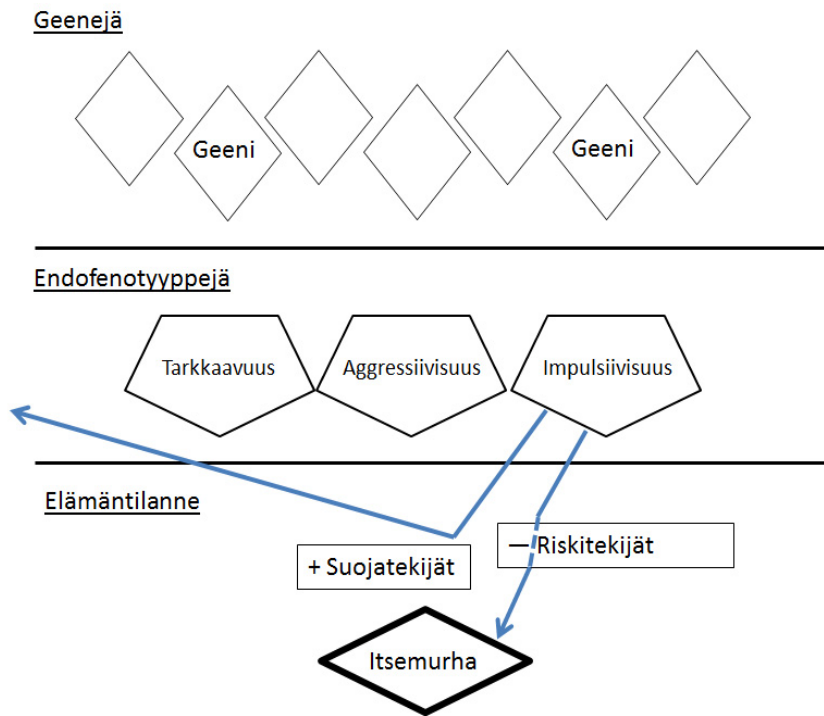 Geenejä
Geeni
Geeni
Endofenotyyppejä
Tarkkaavuus
Aggressiivisuus
Impulsiivisuus
Elämäntilanne
— Riskitekijät
+ Suojatekijät
Itsemurha